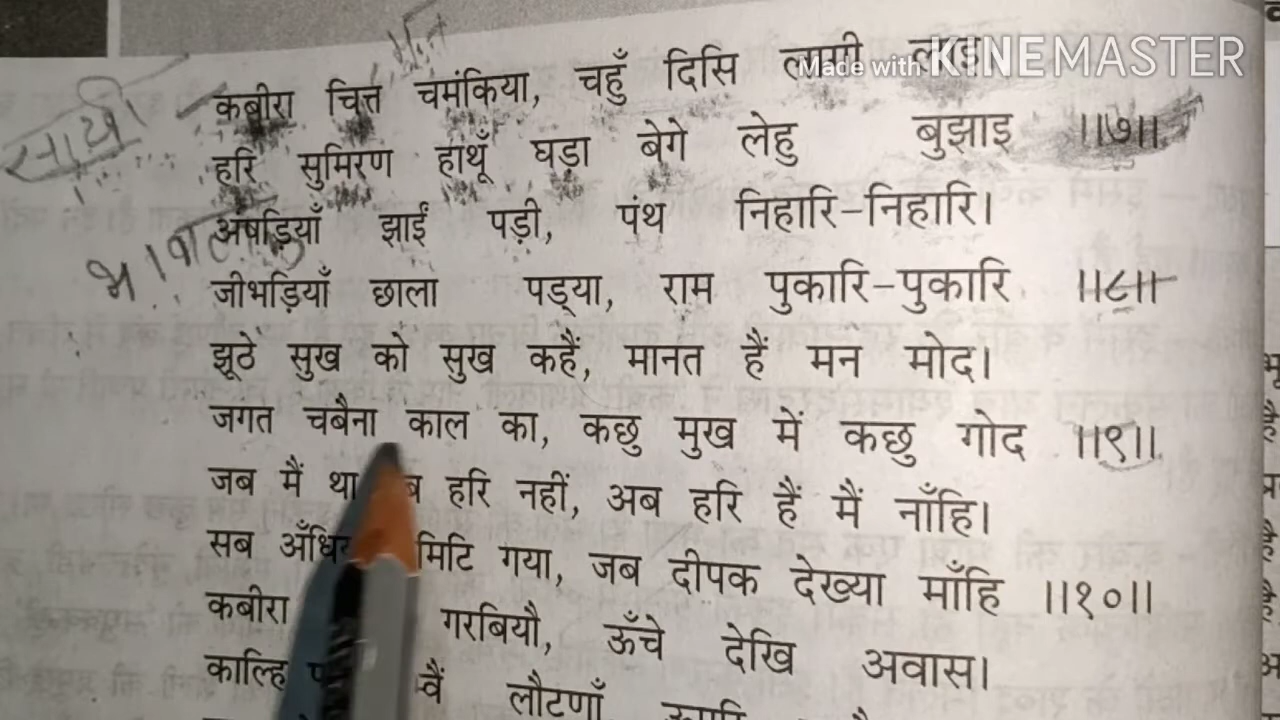 Made with KINEMASTER
साखी
कबीरा चित्त चमंकिया, चहुँ दिसि लागी लाइ
हरि सुमिरण हाथूँ घड़ा बेगे लेहु बुझाइ ।।७।।
अंषड़ियाँ झाईं पड़ी, पंथ निहारि-निहारि।
जीभड़ियाँ छाला पड्या, राम पुकारि-पुकारि ।।८।।
झूठे सुख को सुख कहैं, मानत हैं मन मोद।
जगत चबैना काल का, कछु मुख में कछु गोद ।।९।।
जब मैं था हरि नहीं, अब हरि हैं मैं नाँहि।
सब मिटि गया, जब दीपक देख्या माँहि ।।१०।।
कबीरा गरबियौ, ऊँचे देखि अवास।
काल्हि लौटणाँ